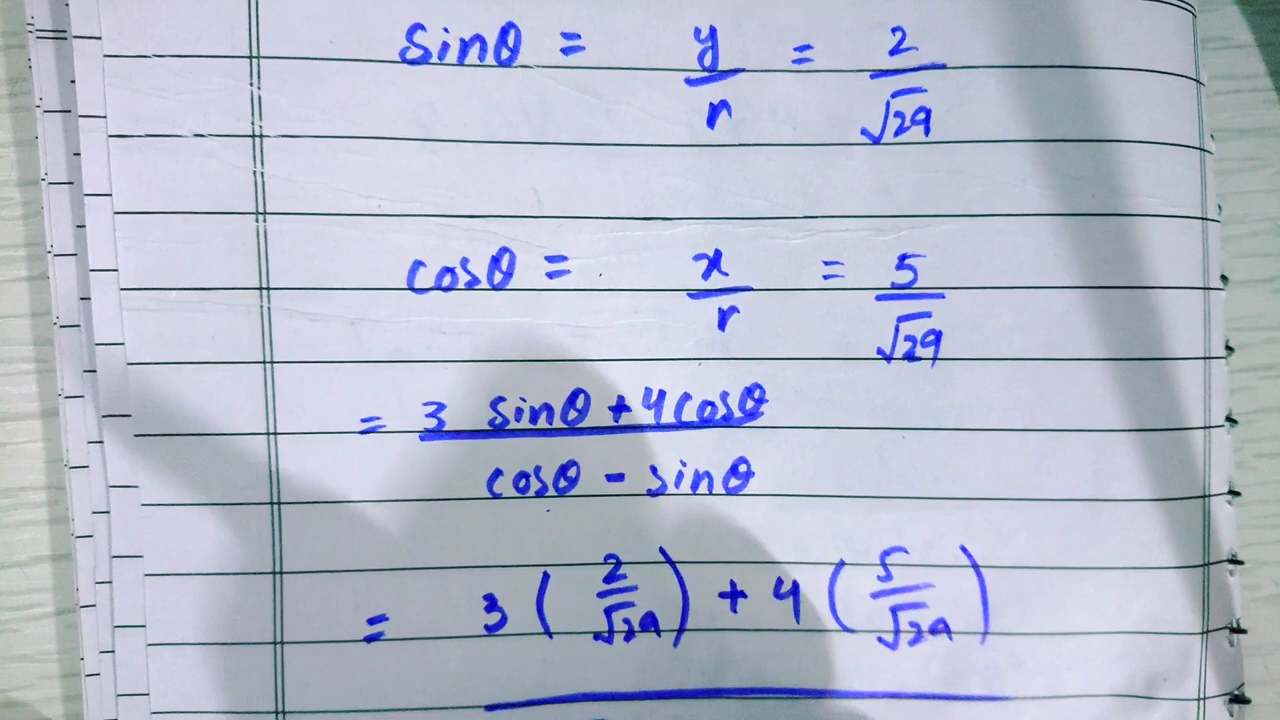 sinθ = y/r = 2/√29
cosθ = x/r = 5/√29
= 3 sinθ + 4cosθ / cosθ - sinθ
= 3 ( 2/√29 ) + 4 ( 5/√29 )